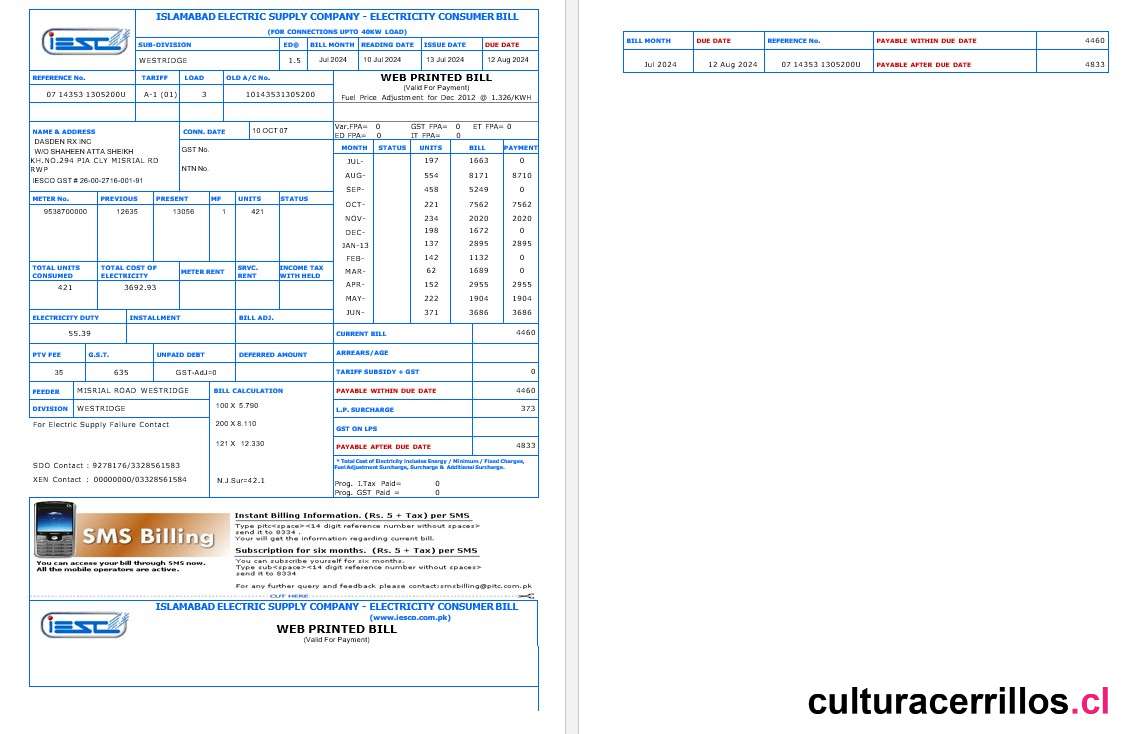 ISLAMABAD ELECTRIC SUPPLY COMPANY - ELECTRICITY CONSUMER BILL
(FOR CONNECTIONS UPTO 40KW LOAD)
iESCO
SUB-DIVISION ED@ BILL MONTH READING DATE ISSUE DATE DUE DATE
WESTRIDGE 1.5 Jul 2024 10 Jul 2024 13 Jul 2024 12 Aug 2024
REFERENCE No. TARIFF LOAD OLD A/C No.
07 14353 1305200U A-1 (01) 3 10143531305200
WEB PRINTED BILL
(Valid For Payment)
Fuel Price Adjustment for Dec 2012 @ 1.326/KWH
NAME & ADDRESS
DASDEN RX INC
W/O SHAHEEN ATTA SHEIKH
KH.NO.294 PIA CLY MISRIAL RD
RWP
IESCO GST # 26-00-2716-001-91
CONN. DATE 10 OCT 07
GST No.
NTN No.
Var.FPA= 0 GST FPA= 0 ET FPA= 0
ED FPA= 0 IT FPA= 0
MONTH STATUS UNITS BILL PAYMENT
JUL- 197 1663 0
AUG- 554 8171 8710
SEP- 458 5249 0
OCT- 221 7562 7562
NOV- 234 2020 2020
DEC- 198 1672 0
JAN-13 137 2895 2895
FEB- 142 1132 0
MAR- 62 1689 0
APR- 152 2955 2955
MAY- 222 1904 1904
JUN- 371 3686 3686
METER No. PREVIOUS PRESENT MF UNITS STATUS
9538700000 12635 13056 1 421
TOTAL UNITS CONSUMED TOTAL COST OF ELECTRICITY METER RENT SRVC. RENT INCOME TAX WITH HELD
421 3692.93
ELECTRICITY DUTY INSTALLMENT BILL ADJ.
55.39
PTV FEE G.S.T. UNPAID DEBT DEFERRED AMOUNT
35 635 GST-AdJ=0
FEEDER MISRIAL ROAD WESTRIDGE
DIVISION WESTRIDGE
For Electric Supply Failure Contact
SDO Contact : 9278176/3328561583
XEN Contact : 00000000/03328561584
BILL CALCULATION
100 X 5.790
200 X 8.110
121 X 12.330
N.J.Sur=42.1
CURRENT BILL 4460
ARREARS/AGE
TARIFF SUBSIDY + GST 0
PAYABLE WITHIN DUE DATE 4460
L.P. SURCHARGE 373
GST ON LPS
PAYABLE AFTER DUE DATE 4833
* Total Cost of Electricity Includes Energy / Minimum / Fixed Charges,
Fuel Adjustment Surcharge, Surcharge & Additional Surcharge.
Prog. I.Tax Paid= 0
Prog. GST Paid = 0
SMS Billing
You can access your bill through SMS now.
All the mobile operators are active.
Instant Billing Information. (Rs. 5 + Tax) per SMS
Type pitc<space><14 digit reference number without spaces>
send it to 8334 .
Your will get the information regarding current bill.
Subscription for six months. (Rs. 5 + Tax) per SMS
You can subscribe yourself for six months.
Type sub<space><14 digit reference number without spaces>
send it to 8334
For any further query and feedback please contact:smsbilling@pitc.com.pk
CUT HERE
iESCO
ISLAMABAD ELECTRIC SUPPLY COMPANY - ELECTRICITY CONSUMER BILL
(www.iesco.com.pk)
WEB PRINTED BILL
(Valid For Payment)
BILL MONTH DUE DATE REFERENCE No. PAYABLE WITHIN DUE DATE 4460
Jul 2024 12 Aug 2024 07 14353 1305200U PAYABLE AFTER DUE DATE 4833
culturacerrillos.cl